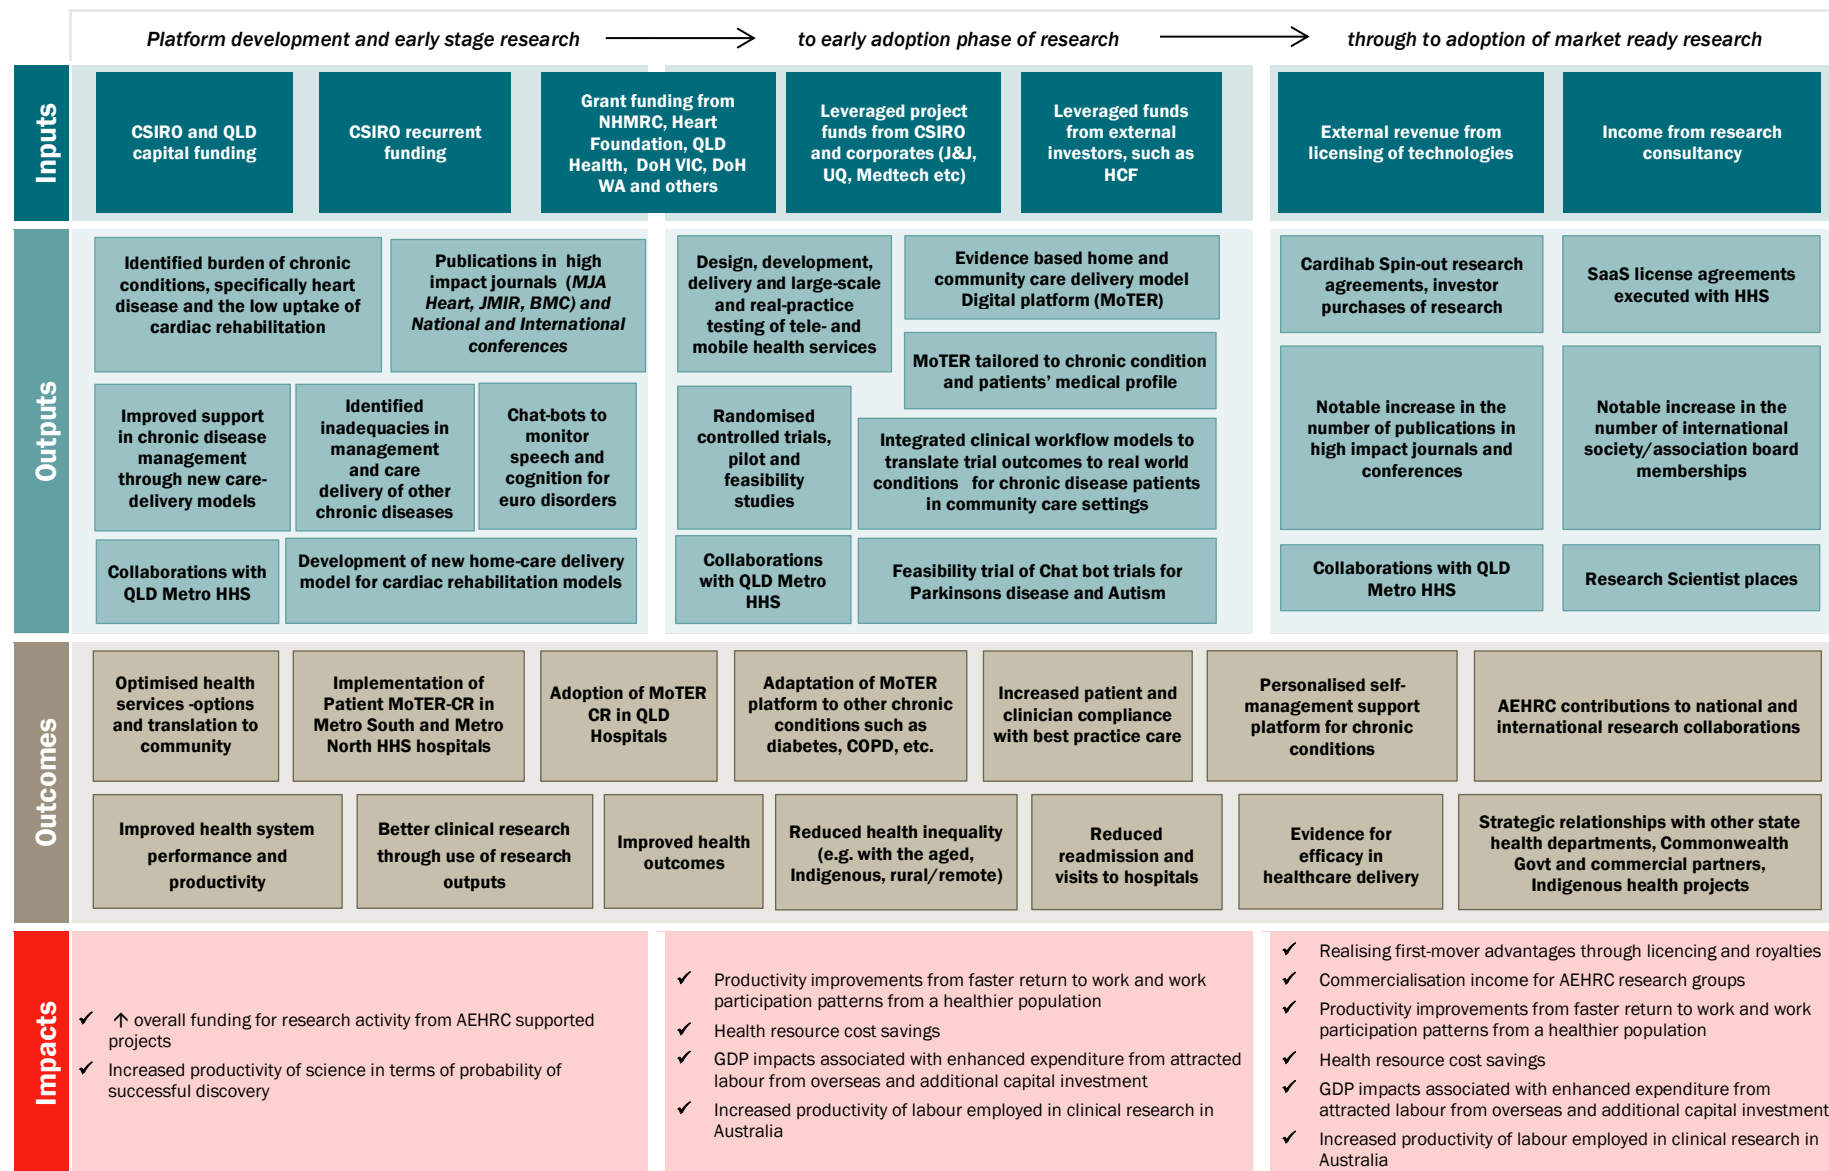 Platform development and early stage research
to early adoption phase of research
through to adoption of market ready research
Inputs
CSIRO and QLD
capital funding
CSIRO recurrent
funding
Grant funding from
NHMRC, Heart
Foundation, QLD
Health, DoH VIC, DoH
WA and others
Leveraged project
funds from CSIRO
and corporates (J&J,
UQ, Medtech etc)
Leveraged funds
from external
investors, such as
HCF
External revenue from
licensing of technologies
Income from research
consultancy
Outputs
Identified burden of chronic
conditions, specifically heart
disease and the low uptake of
cardiac rehabilitation
Publications in high
impact journals (MJA
Heart, JMIR, BMC) and
National and International
conferences
Improved support
in chronic disease
management
through new care-
delivery models
Identified
inadequacies in
management
and care
delivery of other
chronic diseases
Chat-bots to
monitor
speech and
cognition for
euro disorders
Collaborations with
QLD Metro HHS
Development of new home-care delivery
model for cardiac rehabilitation models
Design, development,
delivery and large-scale
and real-practice
testing of tele- and
mobile health services
Evidence based home and
community care delivery model
Digital platform (MoTER)
MoTER tailored to chronic condition
and patients’ medical profile
Randomised
controlled trials,
pilot and
feasibility
studies
Integrated clinical workflow models to
translate trial outcomes to real world
conditions for chronic disease patients
in community care settings
Collaborations
with QLD Metro
HHS
Feasibility trial of Chat bot trials for
Parkinsons disease and Autism
Cardihab Spin-out research
agreements, investor
purchases of research
SaaS license agreements
executed with HHS
Notable increase in the
number of publications in
high impact journals and
conferences
Notable increase in the
number of international
society/association board
memberships
Collaborations with QLD
Metro HHS
Research Scientist places
Outcomes
Optimised health
services -options
and translation to
community
Implementation of
Patient MoTER-CR in
Metro South and Metro
North HHS hospitals
Adoption of MoTER
CR in QLD
Hospitals
Adaptation of MoTER
platform to other chronic
conditions such as
diabetes, COPD, etc.
Increased patient and
clinician compliance
with best practice care
Personalised self-
management support
platform for chronic
conditions
AEHRC contributions to national and
international research collaborations
Improved health system
performance and
productivity
Better clinical research
through use of research
outputs
Improved health
outcomes
Reduced health inequality
(e.g. with the aged,
Indigenous, rural/remote)
Reduced
readmission and
visits to hospitals
Evidence for
efficacy in
healthcare delivery
Strategic relationships with other state
health departments, Commonwealth
Govt and commercial partners,
Indigenous health projects
Impacts
✓ ↑ overall funding for research activity from AEHRC supported
projects
✓ Increased productivity of science in terms of probability of
successful discovery
✓ Productivity improvements from faster return to work and work
participation patterns from a healthier population
✓ Health resource cost savings
✓ GDP impacts associated with enhanced expenditure from attracted
labour from overseas and additional capital investment
✓ Increased productivity of labour employed in clinical research in
Australia
✓ Realising first-mover advantages through licencing and royalties
✓ Commercialisation income for AEHRC research groups
✓ Productivity improvements from faster return to work and work
participation patterns from a healthier population
✓ Health resource cost savings
✓ GDP impacts associated with enhanced expenditure from
attracted labour from overseas and additional capital investment
✓ Increased productivity of labour employed in clinical research in
Australia